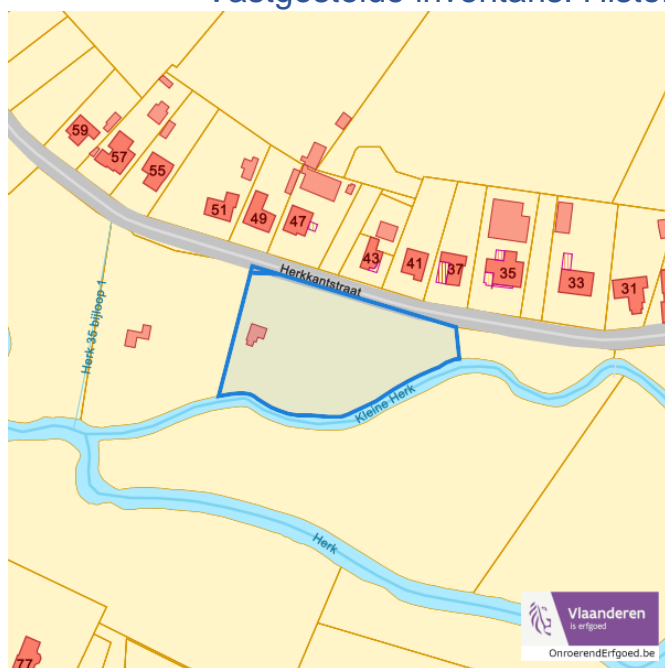 59
57
55
51
49
47
43
41
37
35
33
31
Herkkantstraat
Herk 35 bijloop 1
Kleine Herk
Herk
77
Vlaanderen
is erfgoed
OnroerendErfgoed.be